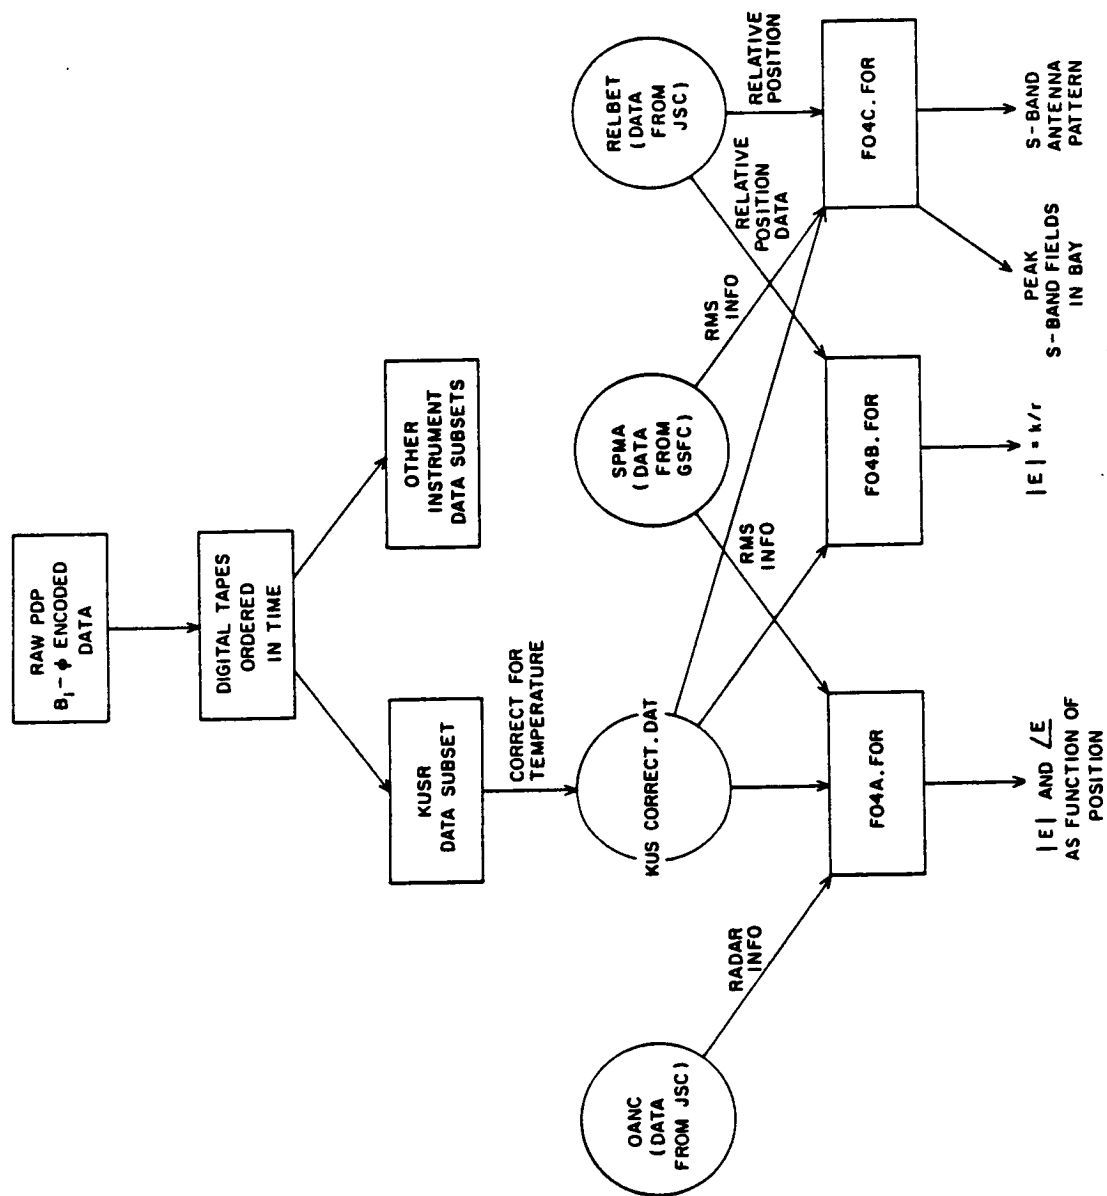 RAW PDP
B₁-ϕ ENCODED
DATA
DIGITAL TAPES
ORDERED
IN TIME
KUSR
DATA SUBSET
OTHER
INSTRUMENT
DATA SUBSETS
CORRECT FOR
TEMPERATURE
OANC
(DATA
FROM JSC)
KUS CORRECT.DAT
SPMA
(DATA
FROM
GSFC)
RELBET
(DATA
FROM
JSC)
RADAR
INFO
RMS
INFO
RMS
INFO
RELATIVE
POSITION
DATA
RELATIVE
POSITION
FO4A.FOR
FO4B.FOR
FO4C.FOR
|E| AND ∠E
AS FUNCTION OF
POSITION
|E| = k/r
PEAK
S-BAND FIELDS
IN BAY
S-BAND
ANTENNA
PATTERN